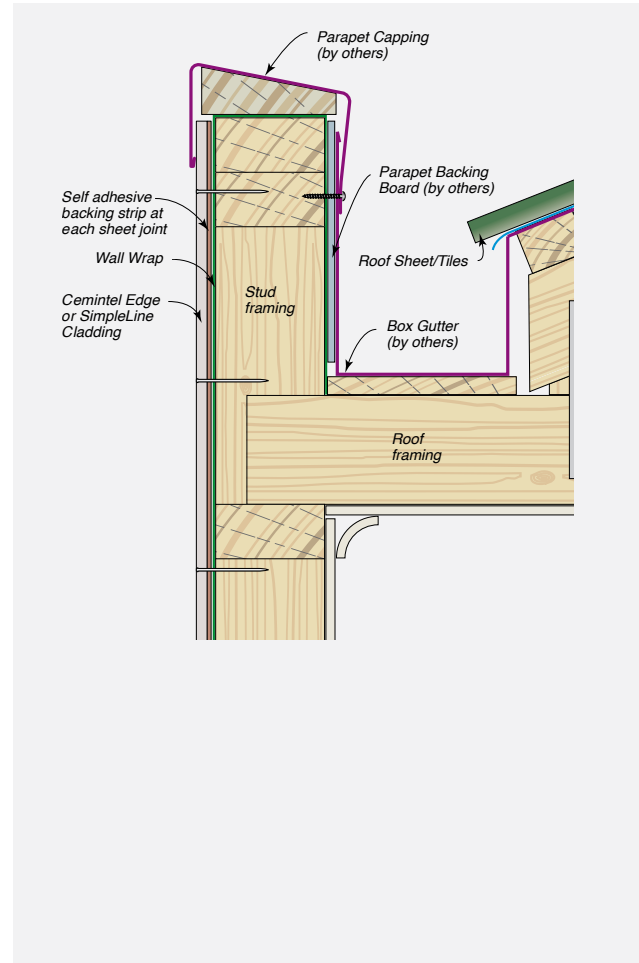 Parapet Capping
(by others)
Self adhesive
backing strip at
each sheet joint
Wall Wrap
Cemintel Edge
or SimpleLine
Cladding
Stud
framing
Parapet Backing
Board (by others)
Roof Sheet/Tiles
Box Gutter
(by others)
Roof
framing